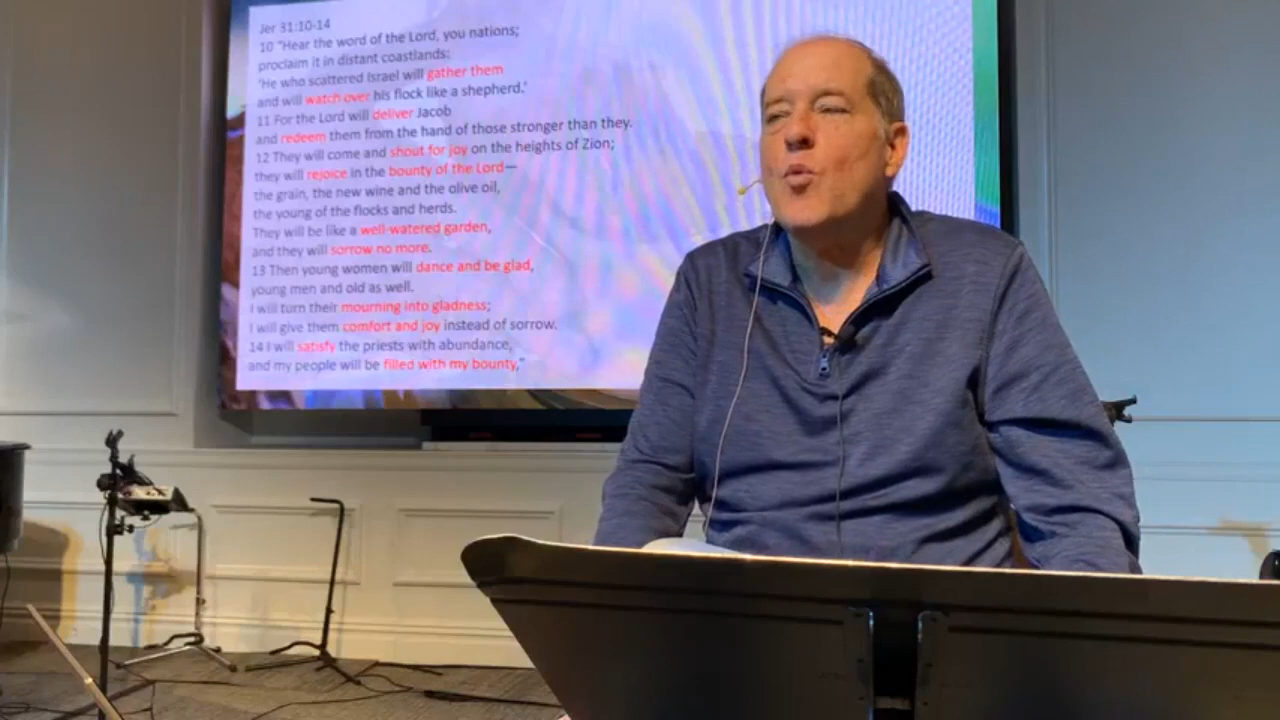 Jer 31:10-14
10 "Hear the word of the Lord, you nations;
proclaim it in distant coastlands:
'He who scattered Israel will gather them
and will watch over his flock like a shepherd.'
11 For the Lord will deliver Jacob
and redeem them from the hand of those stronger than they.
12 They will come and shout for joy on the heights of Zion;
they will rejoice in the bounty of the Lord—
the grain, the new wine and the olive oil,
the young of the flocks and herds.
They will be like a well-watered garden,
and they will sorrow no more.
13 Then young women will dance and be glad,
young men and old as well.
I will turn their mourning into gladness;
I will give them comfort and joy instead of sorrow.
14 I will satisfy the priests with abundance,
and my people will be filled with my bounty,"